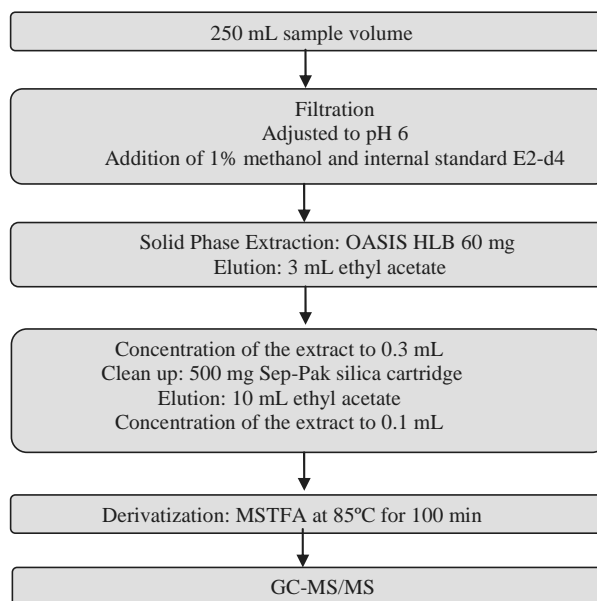 250 mL sample volume
Filtration
Adjusted to pH 6
Addition of 1% methanol and internal standard E2-d4
Solid Phase Extraction: OASIS HLB 60 mg
Elution: 3 mL ethyl acetate
Concentration of the extract to 0.3 mL
Clean up: 500 mg Sep-Pak silica cartridge
Elution: 10 mL ethyl acetate
Concentration of the extract to 0.1 mL
Derivatization: MSTFA at 85ºC for 100 min
GC-MS/MS